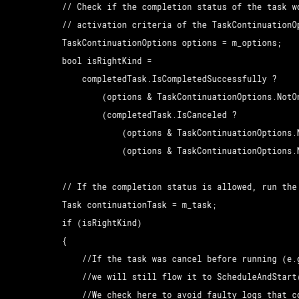 // Check if the completion status of the task
// activation criteria of the TaskContinuationOp
TaskContinuationOptions options = m_options;
bool isRightKind =
completedTask.IsCompletedSuccessfully ?
(options & TaskContinuationOptions.NotOn
(completedTask.IsCanceled ?
(options & TaskContinuationOptions.N
(options & TaskContinuationOptions.N
// If the completion status is allowed, run the
Task continuationTask = m_task;
if (isRightKind)
{
//If the task was cancel before running (e.g
//we will still flow it to ScheduleAndStart(
//We check here to avoid faulty logs that co